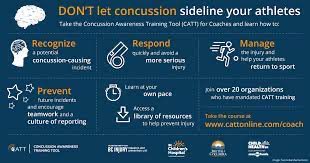 DON'T let concussion sideline your athletes
Take the Concussion Awareness Training Tool (CATT) for Coaches and learn how to:
Recognize
a potential
concussion-causing
incident
Respond
quickly and avoid a
more serious
injury
Manage
the injury and
help your athletes
return to sport
Prevent
future incidents
and encourage
teamwork and a
culture of reporting
Learn at your
own pace
Access a
library of resources
to help prevent injury
Join over 20 organizations
who have mandated CATT training
Take the course at
www.cattonline.com/coach
CATT
CONCUSSION AWARENESS
TRAINING TOOL
BC INJURY
Children's
Hospital
BRITISH
COLUMBIA
CHILD
HEALTH